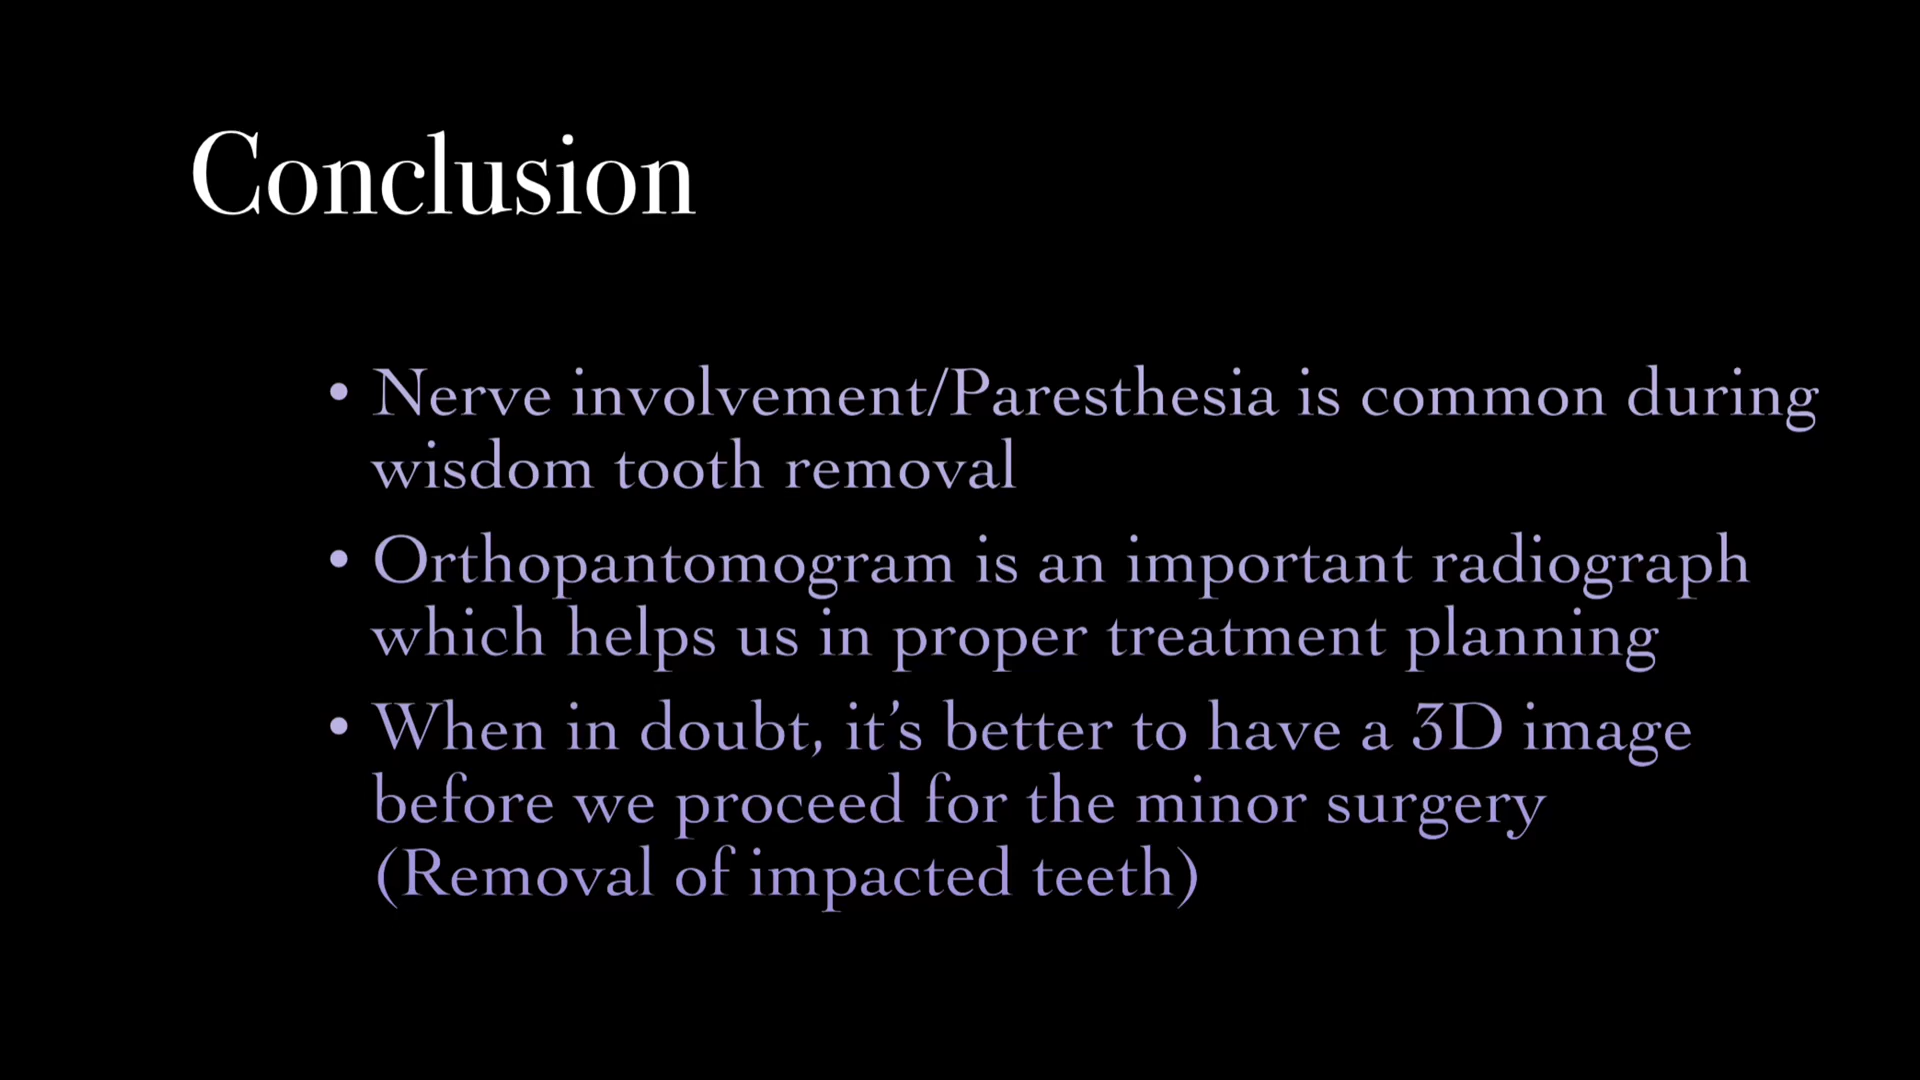 Conclusion
• Nerve involvement/Paresthesia is common during
wisdom tooth removal
• Orthopantomogram is an important radiograph
which helps us in proper treatment planning
• When in doubt, it’s better to have a 3D image
before we proceed for the minor surgery
(Removal of impacted teeth)